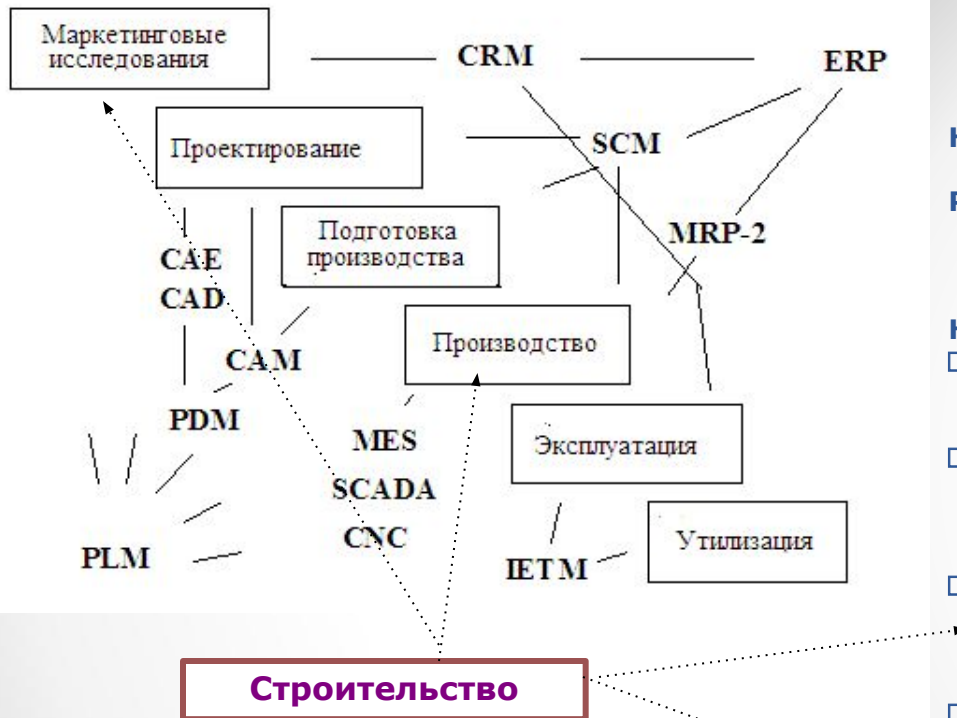 Маркетинговые
исследования
CRM
ERP
Проектирование
SCM
Подготовка
производства
MRP-2
CAE
CAD
CAM
Производство
PDM
MES
Эксплуатация
SCADA
CNC
Утилизация
PLM
IETM
Строительство